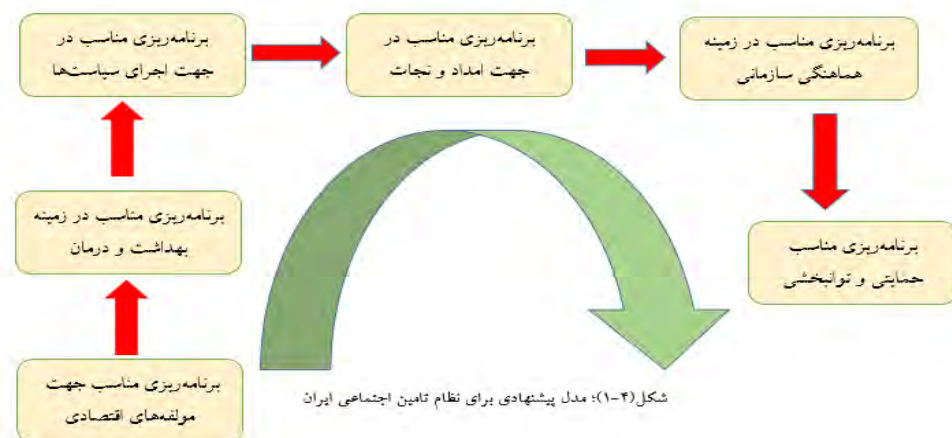 برنامه‌ریزی مناسب در
جهت اجرای سیاست‌ها
برنامه‌ریزی مناسب در
جهت امداد و نجات
برنامه‌ریزی مناسب در زمینه
هماهنگی سازمانی
برنامه‌ریزی مناسب در زمینه
بهداشت و درمان
برنامه‌ریزی مناسب
حمایتی و توانبخشی
برنامه‌ریزی مناسب جهت
مولفه‌های اقتصادی
شکل(۴-۱)؛ مدل پیشنهادی برای نظام تامین اجتماعی ایران